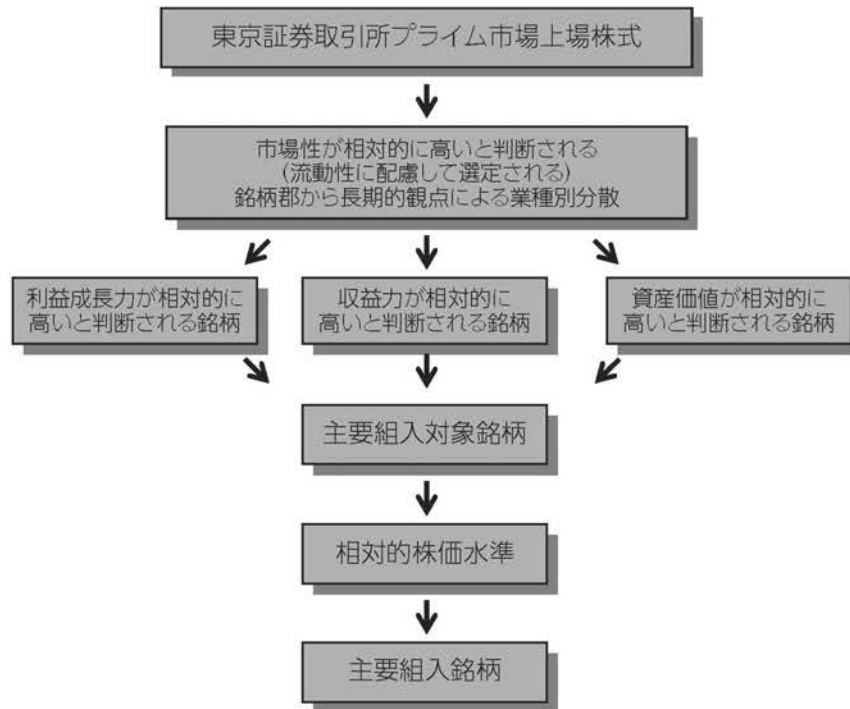 東京証券取引所プライム市場上場株式
市場性が相対的に高いと判断される
(流動性に配慮して選定される)
銘柄郡から長期的観点による業種別分散
利益成長力が相対的に
高いと判断される銘柄
収益力が相対的に
高いと判断される銘柄
資産価値が相対的に
高いと判断される銘柄
主要組入対象銘柄
相対的株価水準
主要組入銘柄